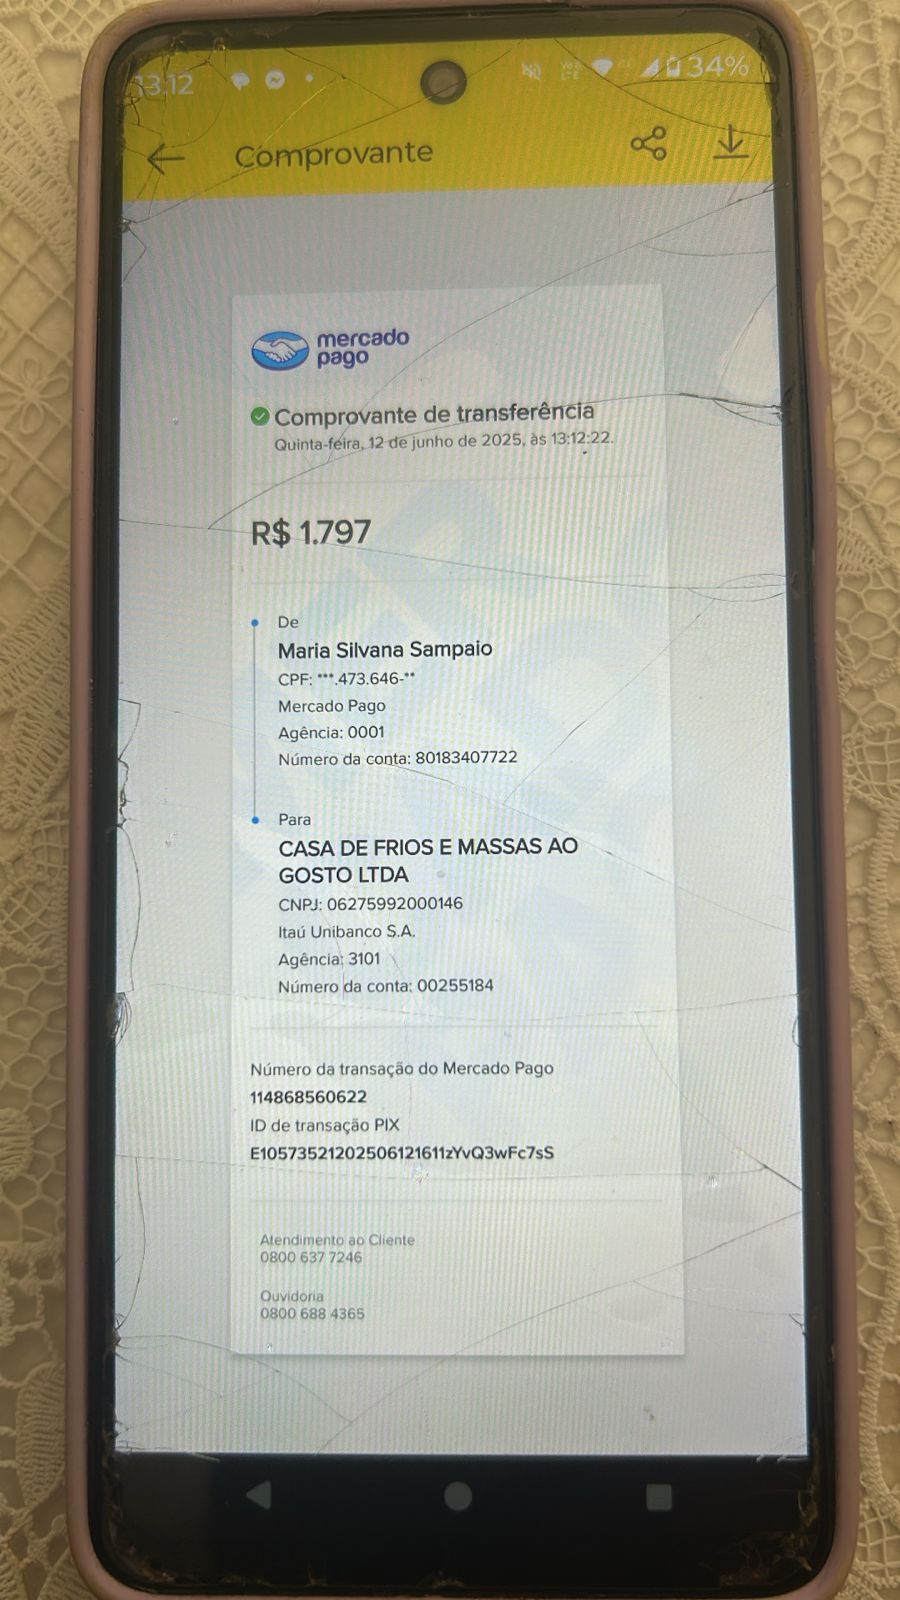 13:12 34%
Comprovante
mercado
pago
Comprovante de transferência
Quinta-feira, 12 de junho de 2025, às 13:12:22.
R$ 1.797
De
Maria Silvana Sampaio
CPF: ***.473.646-**
Mercado Pago
Agência: 0001
Número da conta: 80183407722
Para
CASA DE FRIOS E MASSAS AO
GOSTO LTDA
CNPJ: 06275992000146
Itaú Unibanco S.A.
Agência: 3101
Número da conta: 00255184
Número da transação do Mercado Pago
114868560622
ID de transação PIX
E10573521202506121611zYvQ3wFc7sS
Atendimento ao Cliente
0800 637 7246
Ouvidoria
0800 688 4365